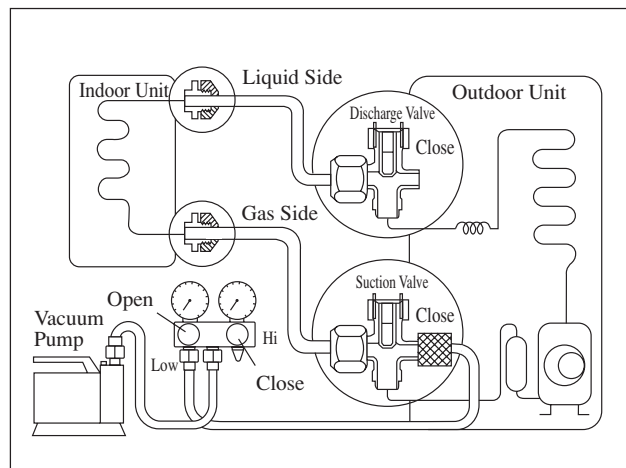 Liquid Side
Indoor Unit
Outdoor Unit
Discharge Valve
Close
Gas Side
Suction Valve
Open
Close
Vacuum
Pump
Hi
Low
Close